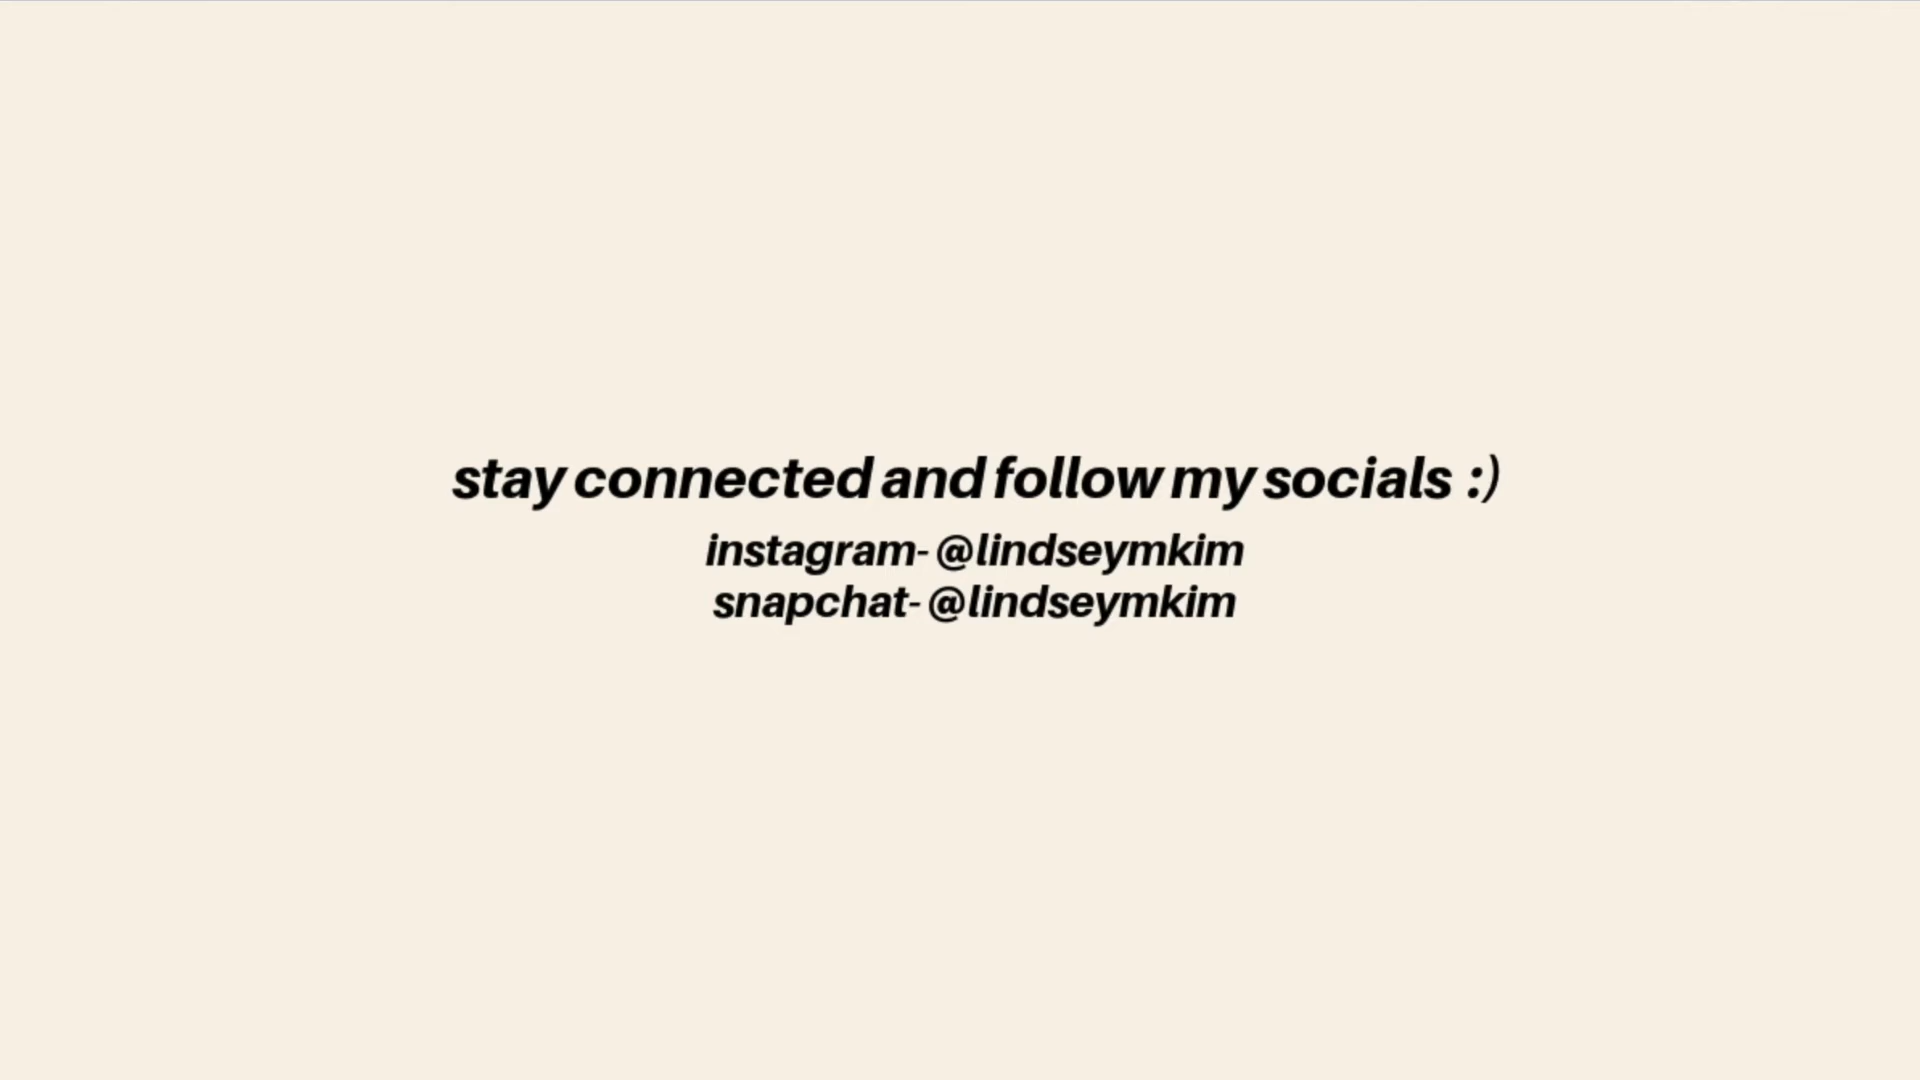 stay connected and follow my socials :)
instagram- @lindseymkim
snapchat- @lindseymkim